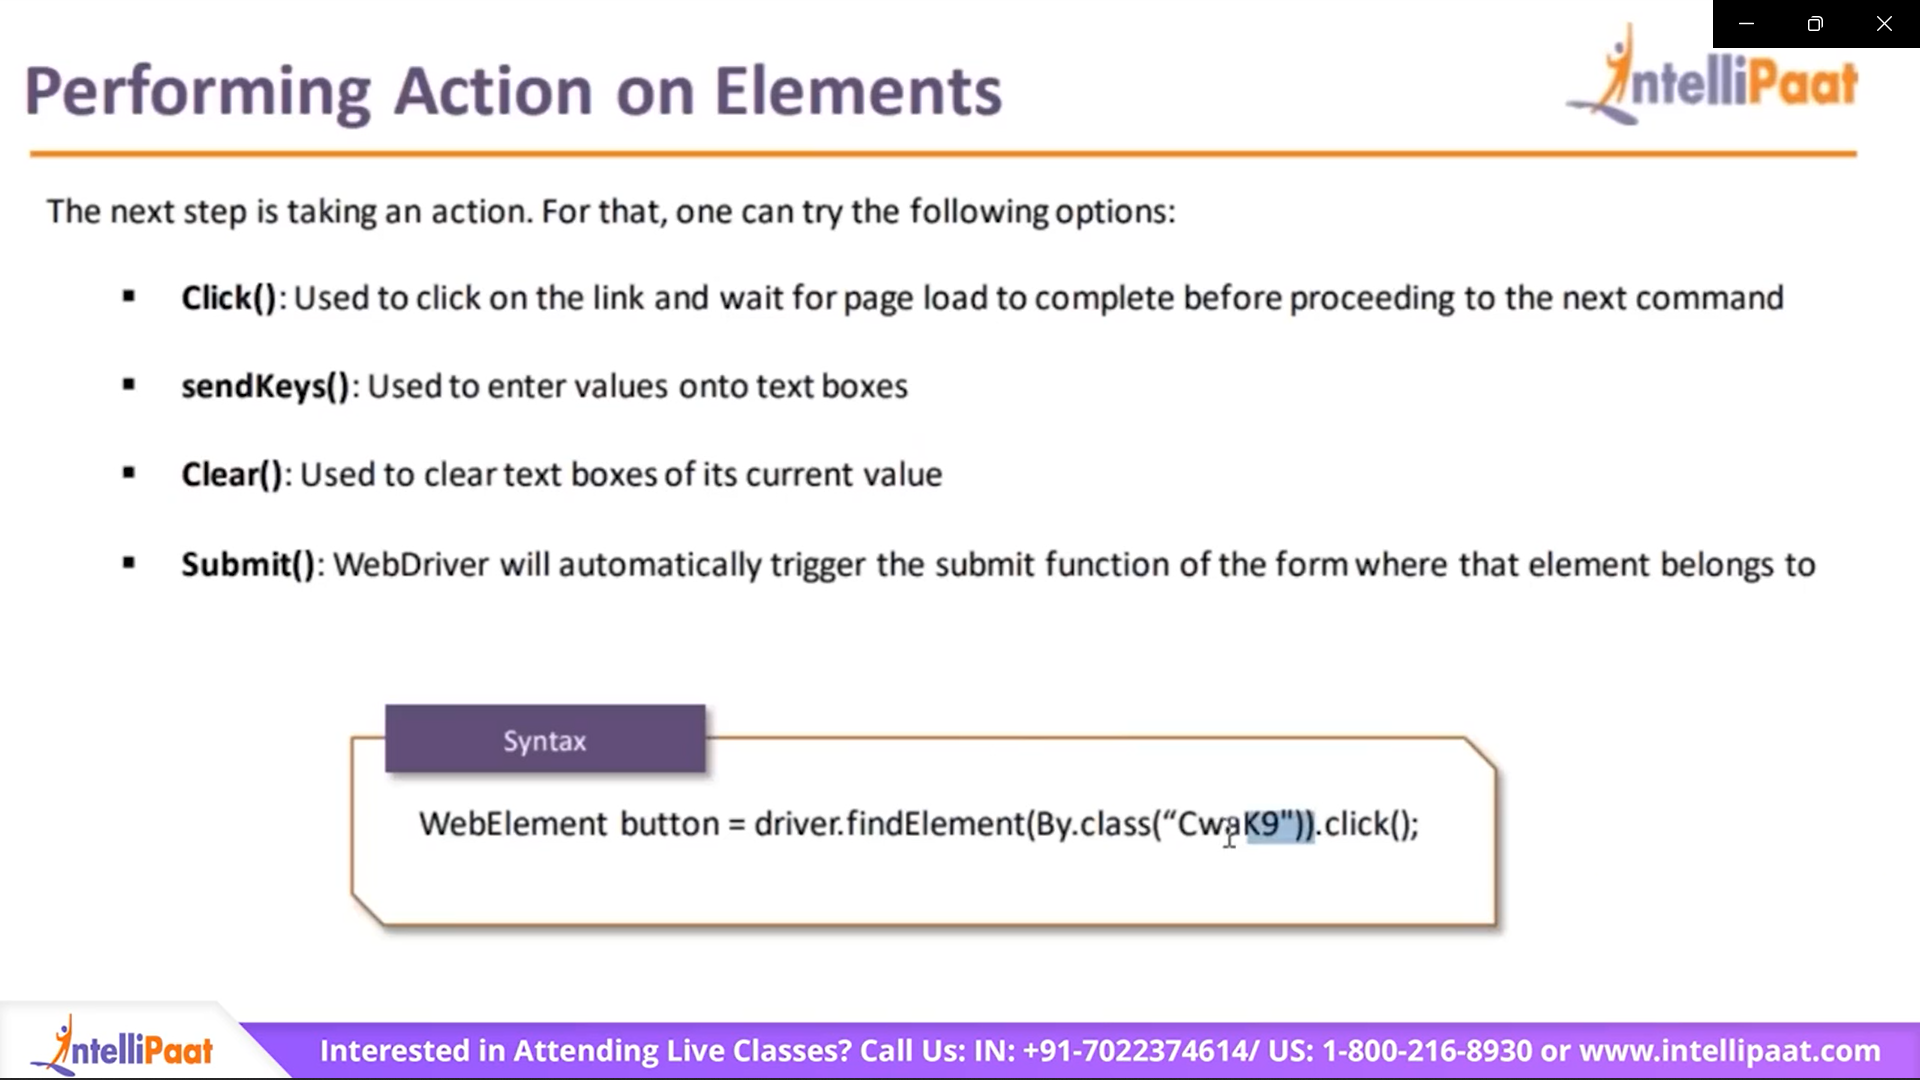 Performing Action on Elements
IntelliPaat
The next step is taking an action. For that, one can try the following options:
▪ Click(): Used to click on the link and wait for page load to complete before proceeding to the next command
▪ sendKeys(): Used to enter values onto text boxes
▪ Clear(): Used to clear text boxes of its current value
▪ Submit(): WebDriver will automatically trigger the submit function of the form where that element belongs to
Syntax
WebElement button = driver.findElement(By.class(“CwaK9")).click();
IntelliPaat
Interested in Attending Live Classes? Call Us: IN: +91-7022374614/ US: 1-800-216-8930 or www.intellipaat.com